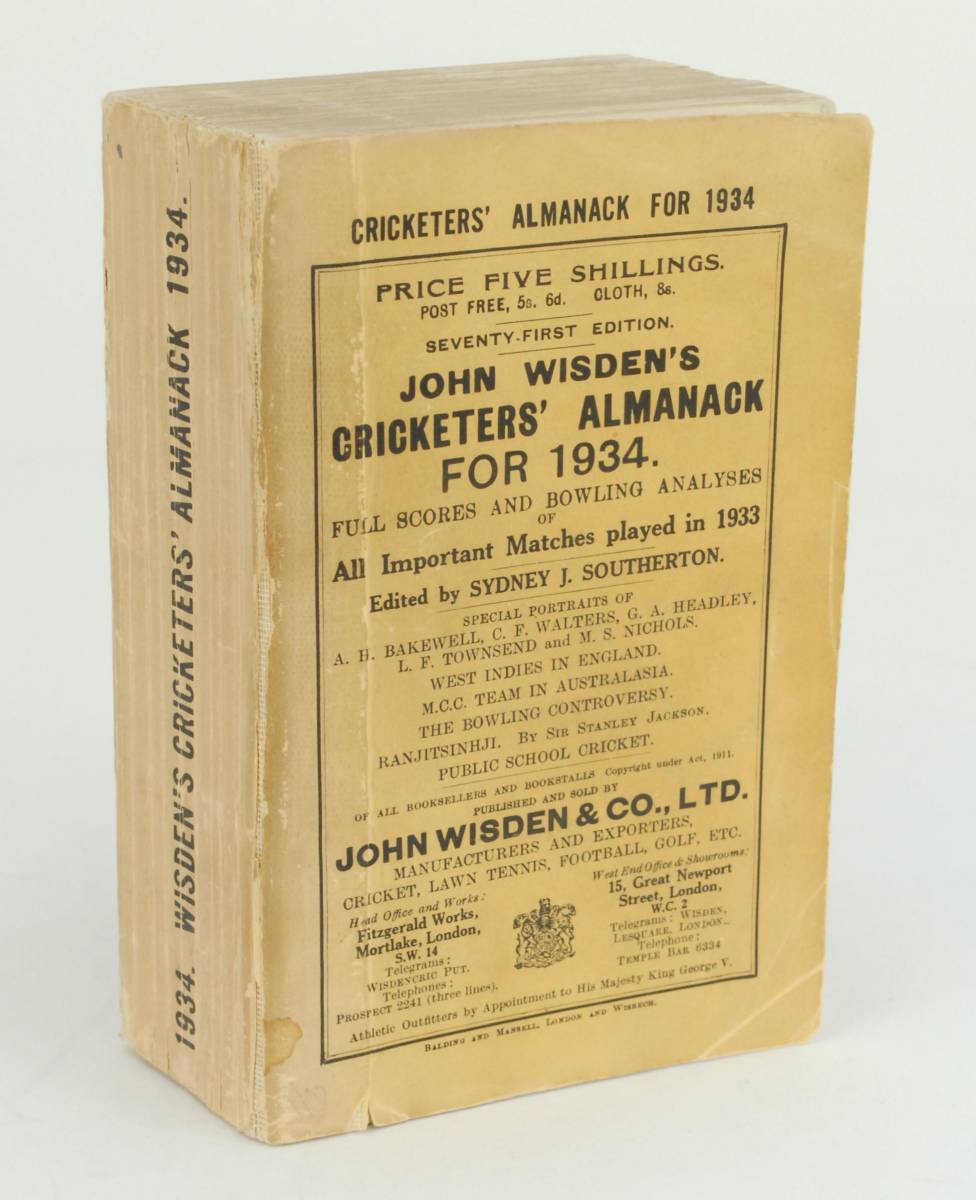 1934. WISDEN'S CRICKETERS' ALMANACK 1934.
CRICKETERS' ALMANACK FOR 1934
PRICE FIVE SHILLINGS.
POST FREE, 5s. 6d. CLOTH, 8s.
SEVENTY-FIRST EDITION.
JOHN WISDEN'S
CRICKETERS' ALMANACK
FOR 1934.
FULL SCORES AND BOWLING ANALYSES
OF
All Important Matches played in 1933
Edited by SYDNEY J. SOUTHERTON.
SPECIAL PORTRAITS OF
A. H. BAKEWELL, C. F. WALTERS, G. A. HEADLEY,
L. F. TOWNSEND and M. S. NICHOLS.
WEST INDIES IN ENGLAND.
M.C.C. TEAM IN AUSTRALASIA.
THE BOWLING CONTROVERSY.
RANJITSINHJI. By Sir Stanley Jackson.
PUBLIC SCHOOL CRICKET.
OF ALL BOOKSELLERS AND BOOKSTALLS Copyright under Act, 1911.
PUBLISHED AND SOLD BY
JOHN WISDEN & CO., LTD.
MANUFACTURERS AND EXPORTERS,
CRICKET, LAWN TENNIS, FOOTBALL, GOLF, ETC.
Head Office and Works:
Fitzgerald Works,
Mortlake, London,
S.W. 14
Telegrams:
Wisdencric Put.
Telephones:
Prospect 2241 (three lines).
West End Office & Showrooms:
15, Great Newport
Street, London,
W.C. 2
Telegrams: Wisden,
Lesquare, London.
Telephone:
Temple Bar 6334
Athletic Outfitters by Appointment to His Majesty King George V.
Balding and Mansell, London and Wisbech.